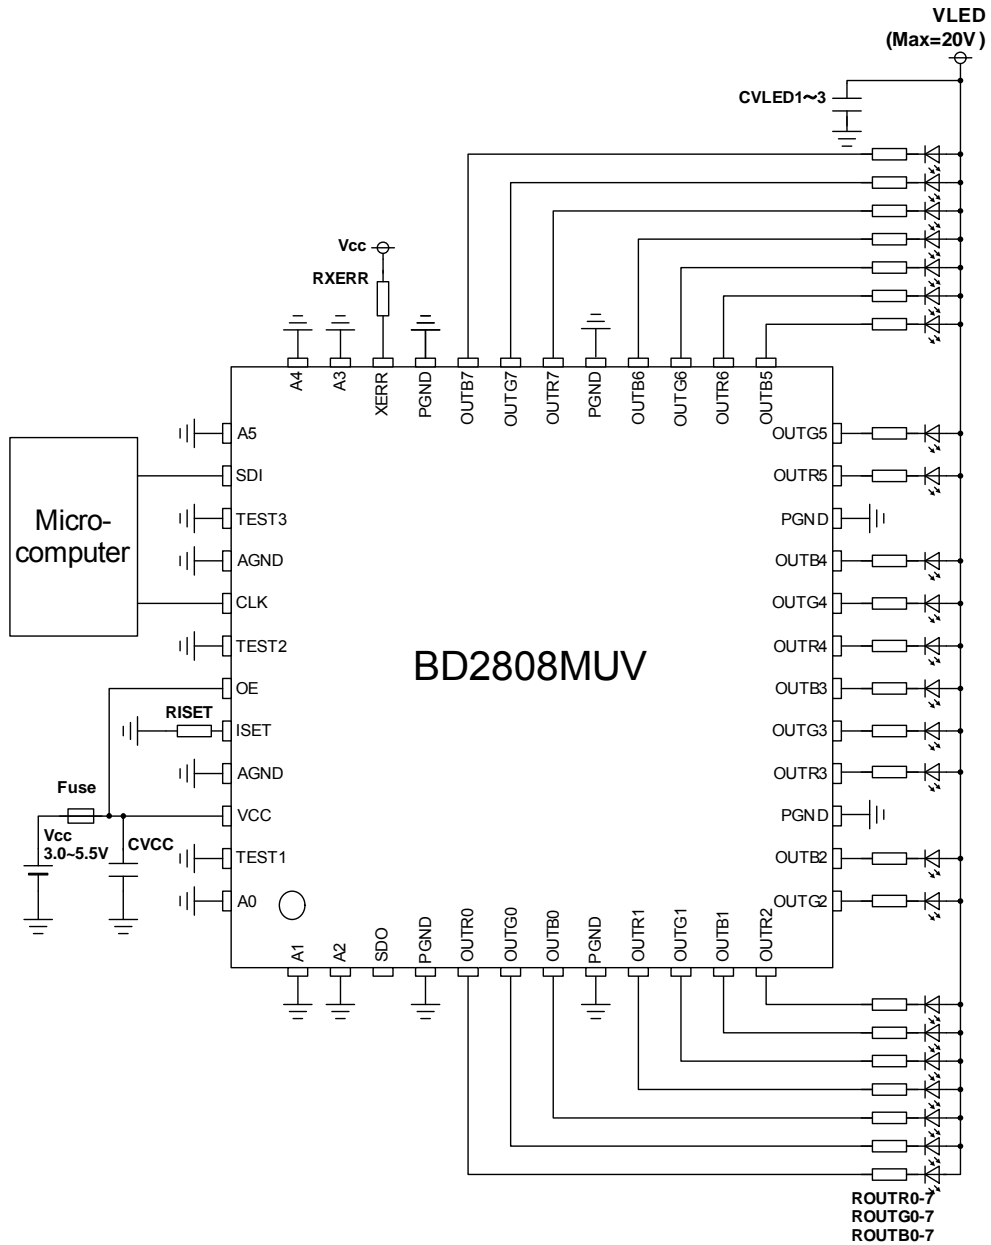 VLED
(Max=20V)
CVLED1~3
Vcc
RXERR
A4
A3
XERR
PGND
OUTB7
OUTG7
OUTR7
PGND
OUTB6
OUTG6
OUTR6
OUTB5
A5
SDI
TEST3
AGND
CLK
TEST2
OE
ISET
AGND
VCC
TEST1
A0
Micro-
computer
RISET
Fuse
Vcc
3.0~5.5V
CVCC
BD2808MUV
OUTG5
OUTR5
PGND
OUTB4
OUTG4
OUTR4
OUTB3
OUTG3
OUTR3
PGND
OUTB2
OUTG2
A1
A2
SDO
PGND
OUTR0
OUTG0
OUTB0
PGND
OUTR1
OUTG1
OUTB1
OUTR2
ROUTR0-7
ROUTG0-7
ROUTB0-7